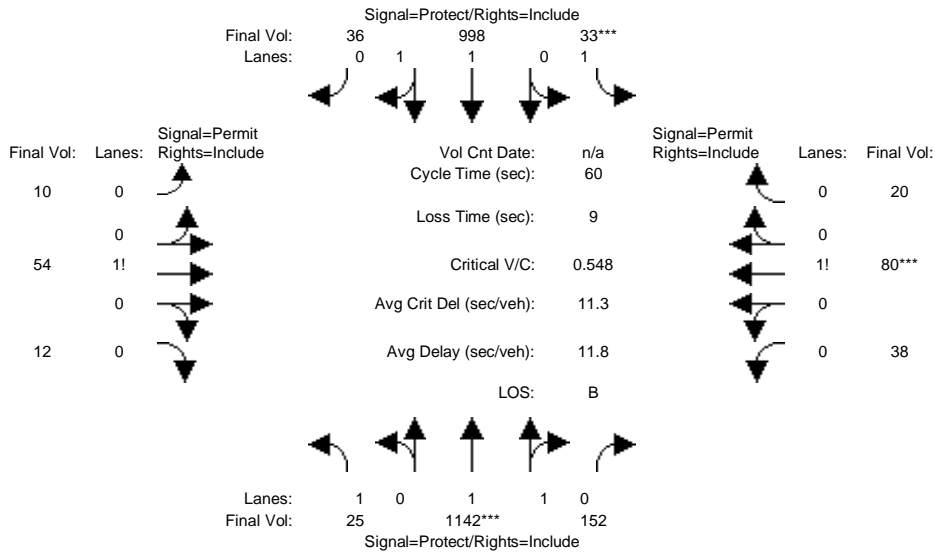 Signal=Protect/Rights=Include
Final Vol: 36 998 33***
Lanes: 0 1 1 0 1
Signal=Permit Signal=Permit
Final Vol: Lanes: Rights=Include Vol Cnt Date: n/a Rights=Include Lanes: Final Vol:
Cycle Time (sec): 60
10 0 0 20
Loss Time (sec): 9
0 0
54 1! Critical V/C: 0.548 1! 80***
0 Avg Crit Del (sec/veh): 11.3 0
12 0 Avg Delay (sec/veh): 11.8 0 38
LOS: B
Lanes: 1 0 1 1 0
Final Vol: 25 1142*** 152
Signal=Protect/Rights=Include